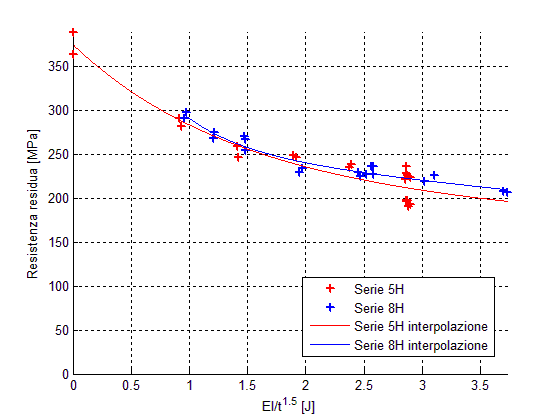 350
300
250
200
150
100
50
0
Resistenza residua [MPa]
Serie 5H
Serie 8H
Serie 5H interpolazione
Serie 8H interpolazione
0 0.5 1 1.5 2 2.5 3 3.5
EI/t^1.5 [J]